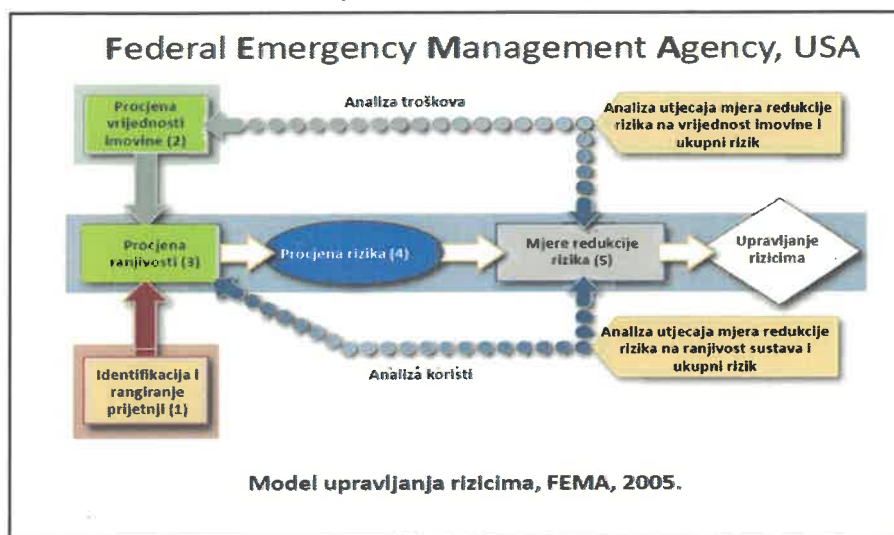 Federal Emergency Management Agency, USA
Procjena
vrijednosti
imovine (2)
Analiza troškova
Analiza utjecaja mjera redukcije
rizika na vrijednost imovine i
ukupni rizik
Procjena
ranjivosti (3)
Procjena rizika (4)
Mjere redukcije
rizika (5)
Upravljanje
rizicima
Identifikacija i
rangiranje
prijetnji (1)
Analiza koristi
Analiza utjecaja mjera redukcije
rizika na ranjivost sustava i
ukupni rizik
Model upravljanja rizicima, FEMA, 2005.